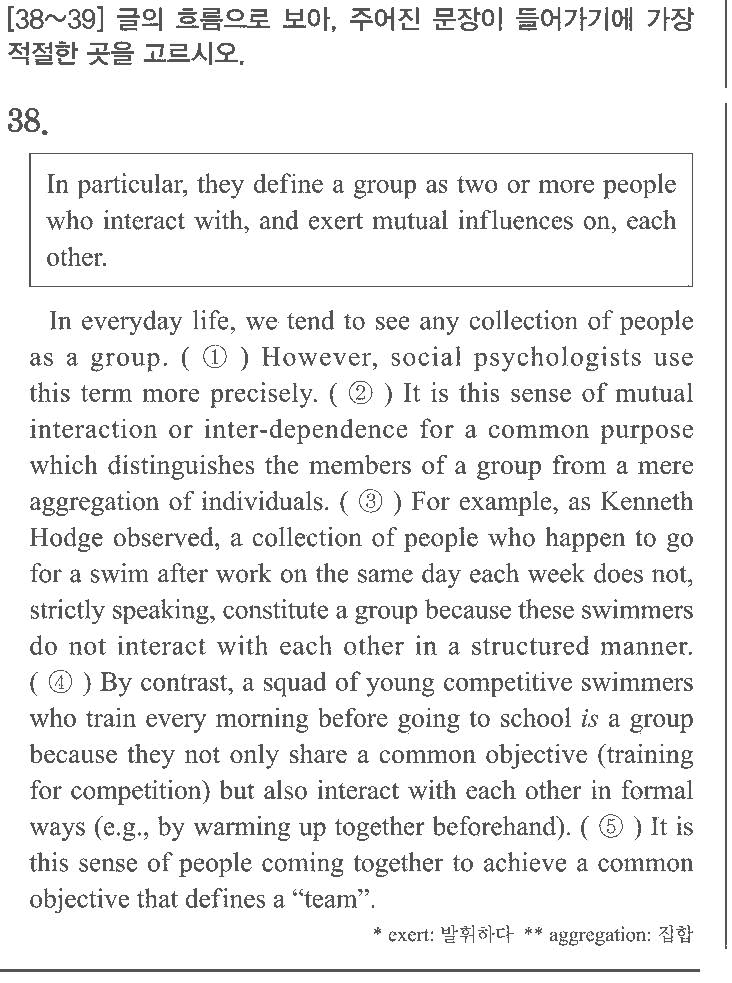 [38～39] 글의 흐름으로 보아, 주어진 문장이 들어가기에 가장
적절한 곳을 고르시오.
38.
In particular, they define a group as two or more people
who interact with, and exert mutual influences on, each
other.
In everyday life, we tend to see any collection of people
as a group. ( ① ) However, social psychologists use
this term more precisely. ( ② ) It is this sense of mutual
interaction or inter-dependence for a common purpose
which distinguishes the members of a group from a mere
aggregation of individuals. ( ③ ) For example, as Kenneth
Hodge observed, a collection of people who happen to go
for a swim after work on the same day each week does not,
strictly speaking, constitute a group because these swimmers
do not interact with each other in a structured manner.
( ④ ) By contrast, a squad of young competitive swimmers
who train every morning before going to school is a group
because they not only share a common objective (training
for competition) but also interact with each other in formal
ways (e.g., by warming up together beforehand). ( ⑤ ) It is
this sense of people coming together to achieve a common
objective that defines a “team”.
* exert: 발휘하다 ** aggregation: 집합